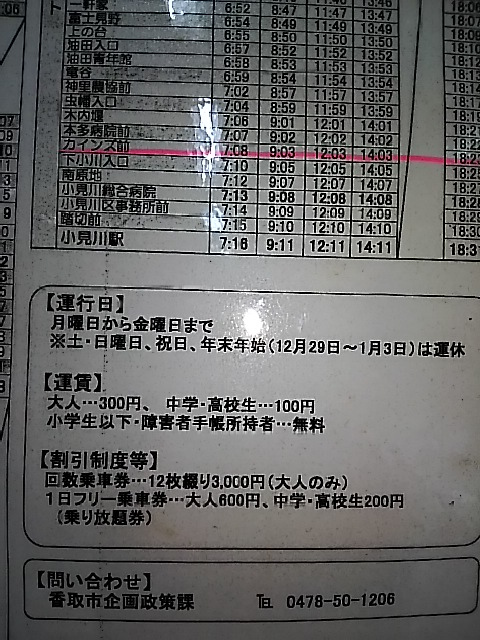 一軒家 6:52 8:47 11:47 13:46
富士見野 6:54 8:49 11:49 13:49
上の台 6:55 8:50 11:50 13:50
油田入口 6:57 8:52 11:52 13:52
油田青年館 6:58 8:53 11:53 13:53
竜谷 6:59 8:54 11:54 13:54
神里農協前 7:02 8:57 11:57 13:57
虫幡入口 7:04 8:59 11:59 13:59
木内堰 7:06 9:01 12:01 14:01
本多病院前 7:07 9:02 12:02 14:02
カインズ前 7:08 9:03 12:03 14:03
下小川入口 7:10 9:05 12:05 14:05
南原地 7:12 9:07 12:07 14:07
小見川総合病院 7:13 9:08 12:08 14:08
小見川区事務所前 7:14 9:09 12:09 14:09
踏切前 7:15 9:10 12:10 14:10
小見川駅 7:16 9:11 12:11 14:11
【運行日】
月曜日から金曜日まで
※土・日曜日、祝日、年末年始(12月29日～1月3日)は運休
【運賃】
大人…300円、 中学・高校生…100円
小学生以下・障害者手帳所持者…無料
【割引制度等】
回数乗車券…12枚綴り3,000円(大人のみ)
1日フリー乗車券…大人600円、中学・高校生200円
(乗り放題券)
【問い合わせ】
香取市企画政策課 ℡ 0478-50-1206